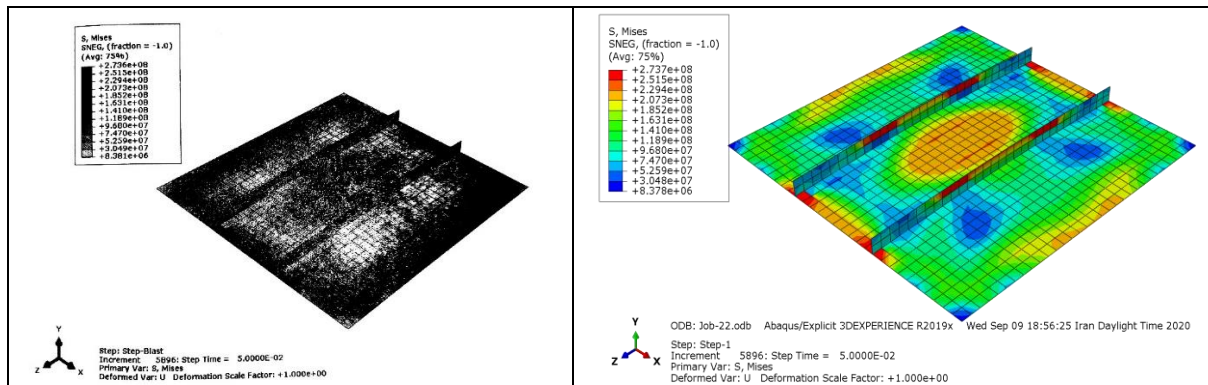 S, Mises
SNEG, (fraction = -1.0)
(Avg: 75%)
+2.736e+08
+2.515e+08
+2.294e+08
+2.073e+08
+1.852e+08
+1.631e+08
+1.410e+08
+1.189e+08
+9.680e+07
+7.470e+07
+5.259e+07
+3.049e+07
+8.381e+06
Y
Z X
Step: Step-Blast
Increment 5896: Step Time = 5.0000E-02
Primary Var: S, Mises
Deformed Var: U Deformation Scale Factor: +1.000e+00
S, Mises
SNEG, (fraction = -1.0)
(Avg: 75%)
+2.737e+08
+2.515e+08
+2.294e+08
+2.073e+08
+1.852e+08
+1.631e+08
+1.410e+08
+1.189e+08
+9.680e+07
+7.470e+07
+5.259e+07
+3.048e+07
+8.378e+06
Y
Z X
ODB: Job-22.odb Abaqus/Explicit 3DEXPERIENCE R2019x Wed Sep 09 18:56:25 Iran Daylight Time 2020
Step: Step-1
Increment 5896: Step Time = 5.0000E-02
Primary Var: S, Mises
Deformed Var: U Deformation Scale Factor: +1.000e+00